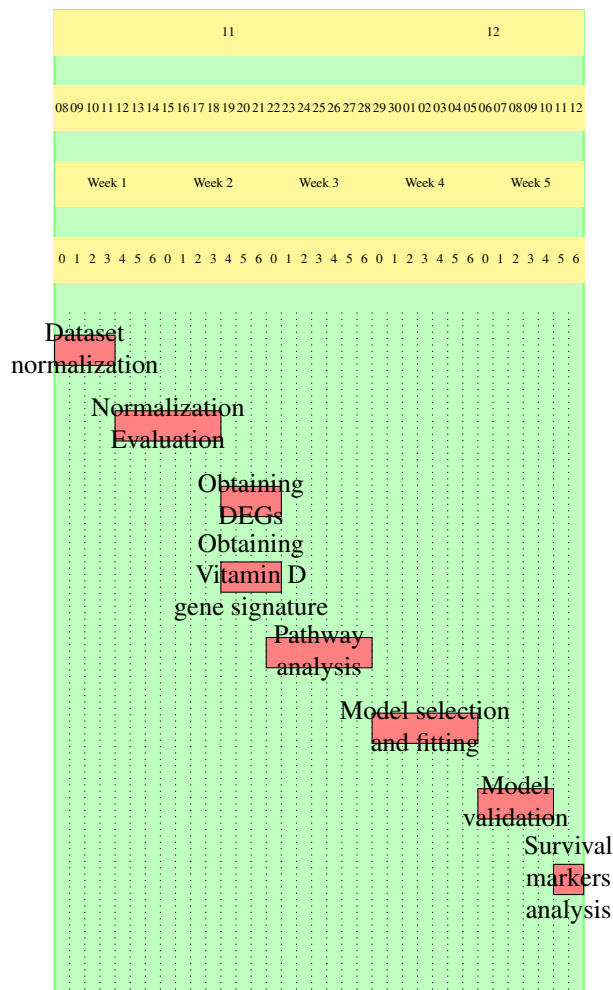 11 12
08 09 10 11 12 13 14 15 16 17 18 19 20 21 22 23 24 25 26 27 28 29 30 01 02 03 04 05 06 07 08 09 10 11 12
Week 1 Week 2 Week 3 Week 4 Week 5
0 1 2 3 4 5 6 0 1 2 3 4 5 6 0 1 2 3 4 5 6 0 1 2 3 4 5 6 0 1 2 3 4 5 6
Dataset
normalization
Normalization
Evaluation
Obtaining
DEGs
Obtaining
Vitamin D
gene signature
Pathway
analysis
Model selection
and fitting
Model
validation
Survival
markers
analysis